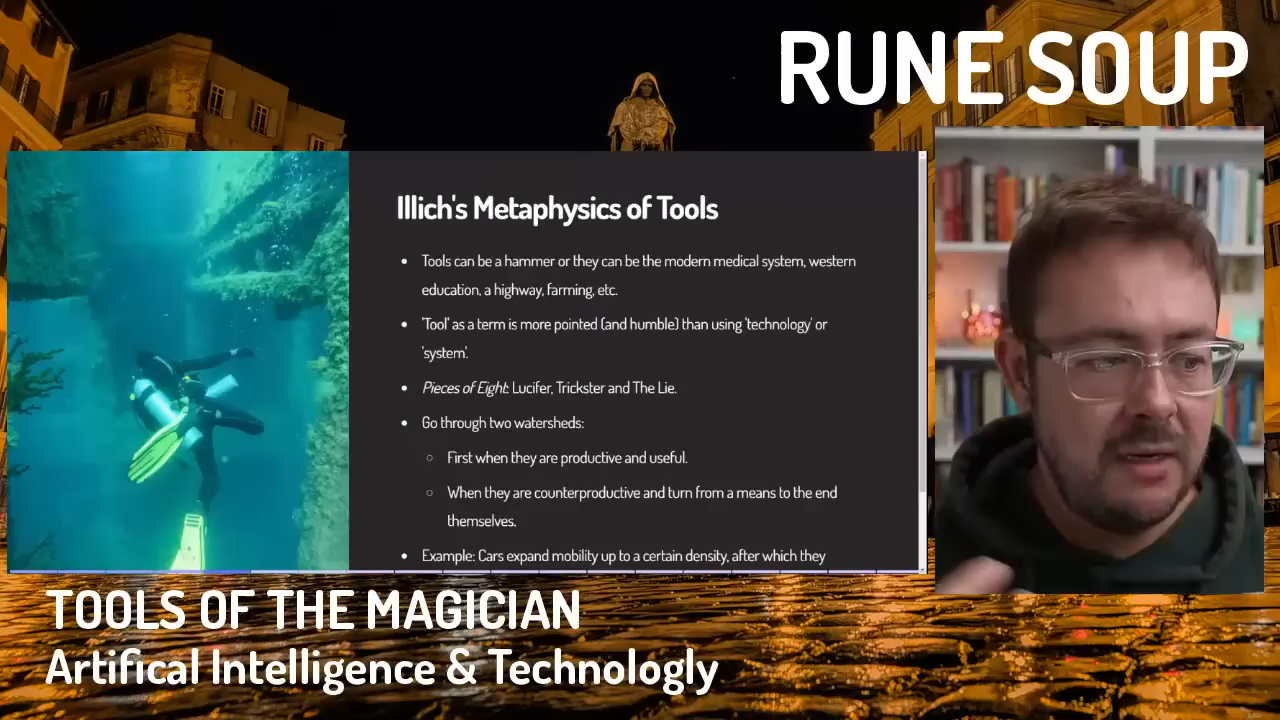 RUNE SOUP
Illich's Metaphysics of Tools
• Tools can be a hammer or they can be the modern medical system, western
education, a highway, farming, etc.
• 'Tool' as a term is more pointed (and humble) than using 'technology' or
'system'.
• Pieces of Eight: Lucifer, Trickster and The Lie.
• Go through two watersheds:
○ First when they are productive and useful.
○ When they are counterproductive and turn from a means to the end
themselves.
• Example: Cars expand mobility up to a certain density, after which they
TOOLS OF THE MAGICIAN
Artifical Intelligence & Technologly